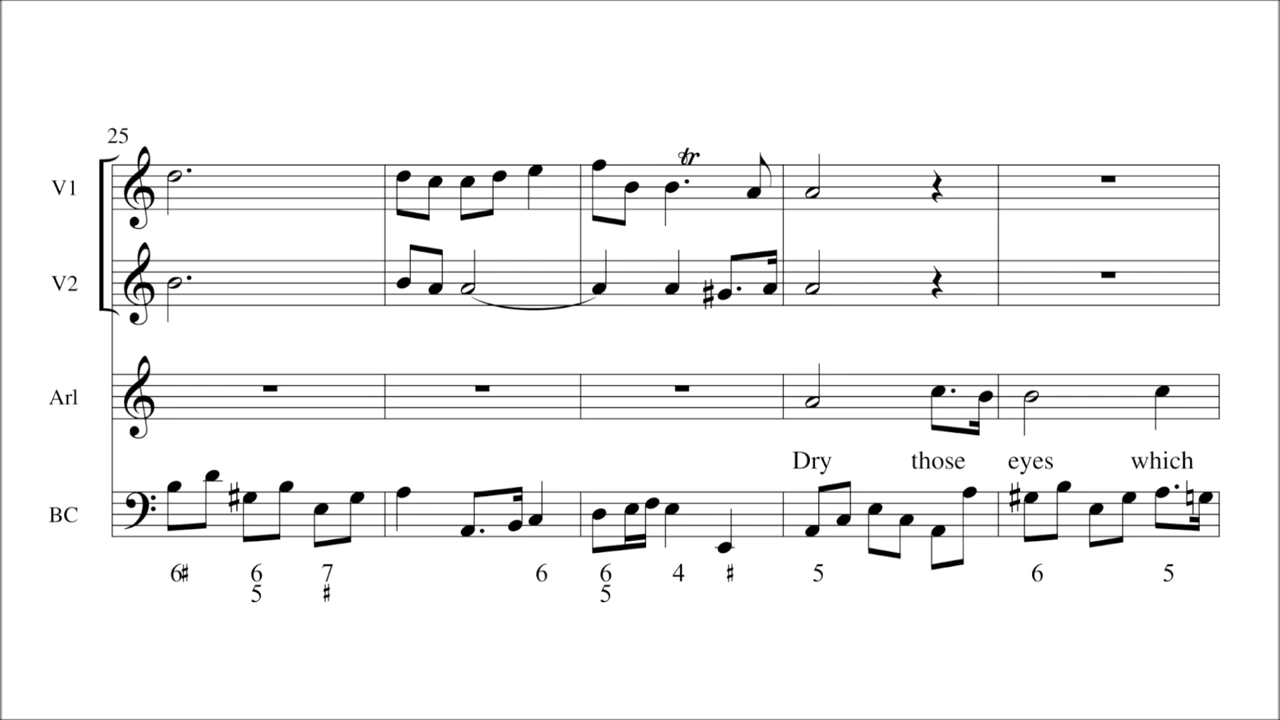 25
V1
tr
V2
Arl
Dry those eyes which
BC
6♯ 6 7 6 6 4 ♯ 5 6 5
5 ♯ 5